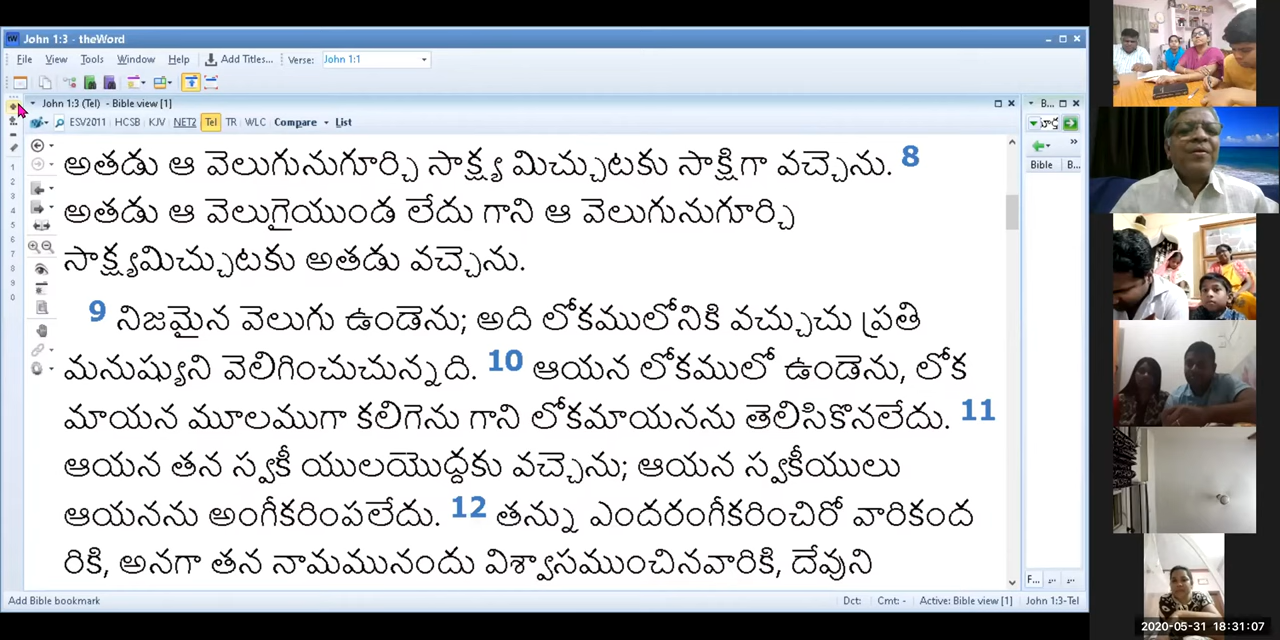 John 1:3 - theWord
File View Tools Window Help Add Titles... Verse: John 1:1
John 1:3 (Tel) - Bible view [1] B...
ESV2011 HCSB KJV NET2 Tel TR WLC Compare List
Bible B...
అతడు ఆ వెలుగునుగూర్చి సాక్ష్య మిచ్చుటకు సాక్షిగా వచ్చెను. 8
అతడు ఆ వెలుగైయుండ లేదు గాని ఆ వెలుగునుగూర్చి
సాక్ష్యమిచ్చుటకు అతడు వచ్చెను.
9 నిజమైన వెలుగు ఉండెను; అది లోకములోనికి వచ్చుచు ప్రతి
మనుష్యుని వెలిగించుచున్నది. 10 ఆయన లోకములో ఉండెను, లోక
మాయన మూలముగా కలిగెను గాని లోకమాయనను తెలిసికొనలేదు. 11
ఆయన తన స్వకీ యులయొద్దకు వచ్చెను; ఆయన స్వకీయులు
ఆయనను అంగీకరింపలేదు. 12 తన్ను ఎందరంగీకరించిరో వారికంద
రికి, అనగా తన నామమునందు విశ్వాసముంచినవారికి, దేవుని
F... ... ...
Add Bible bookmark Dct: Cmt: - Active: Bible view [1] John 1:3-Tel
2020-05-31 18:31:07